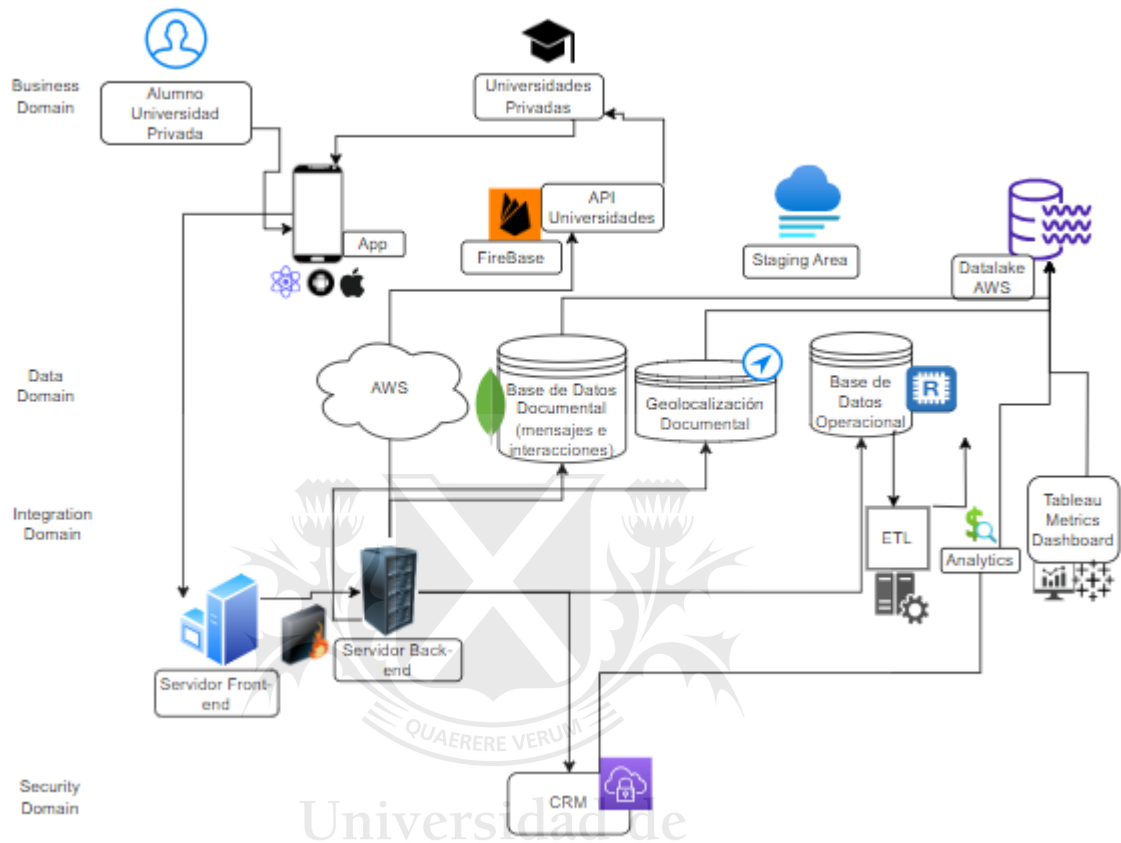 Business
Domain
Alumno
Universidad
Privada
Universidades
Privadas
API
Universidades
App
FireBase
Staging Area
Datalake
AWS
Data
Domain
AWS
Base de Datos
Documental
(mensajes e
interacciones)
Geolocalización
Documental
Base de
Datos
Operacional
R
Integration
Domain
ETL
Analytics
Tableau
Metrics
Dashboard
Servidor Back-
end
Servidor Front-
end
QUAERERE VERUM
Security
Domain
CRM
Universidad de